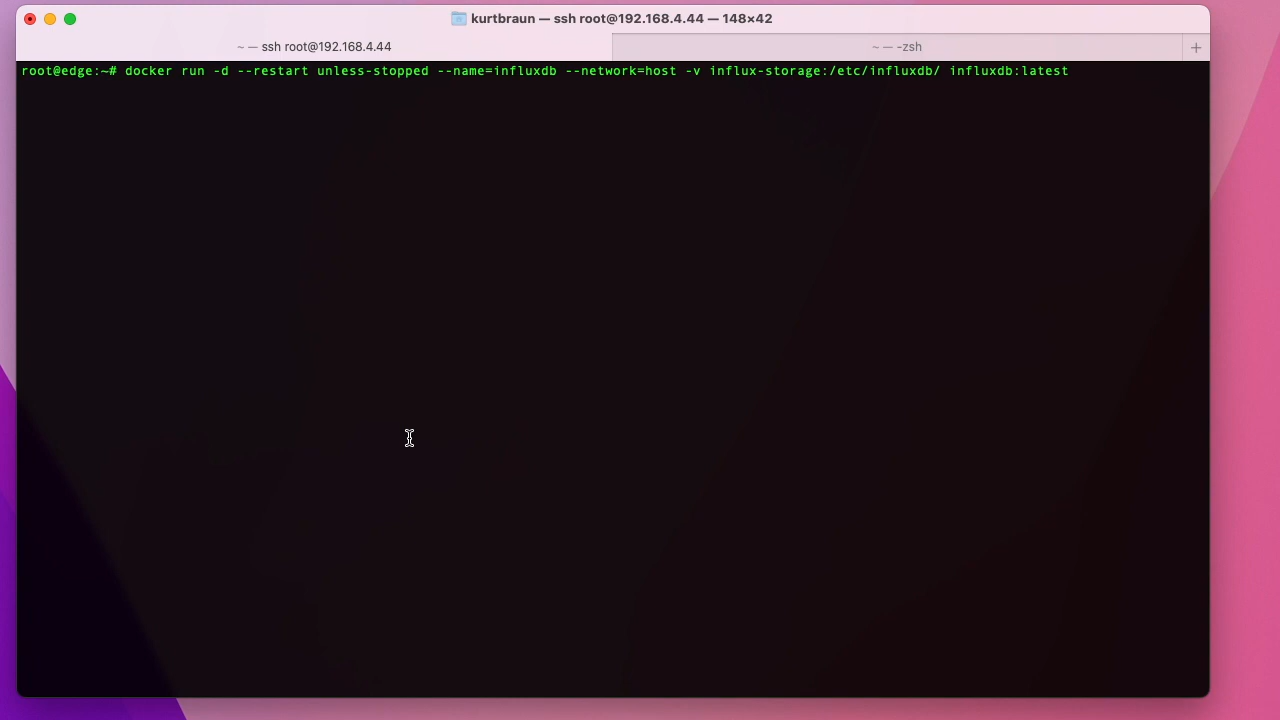 kurtbraun — ssh root@192.168.4.44 — 148×42
~ — ssh root@192.168.4.44
~ — -zsh
+
root@edge:~# docker run -d --restart unless-stopped --name=influxdb --network=host -v influx-storage:/etc/influxdb/ influxdb:latest